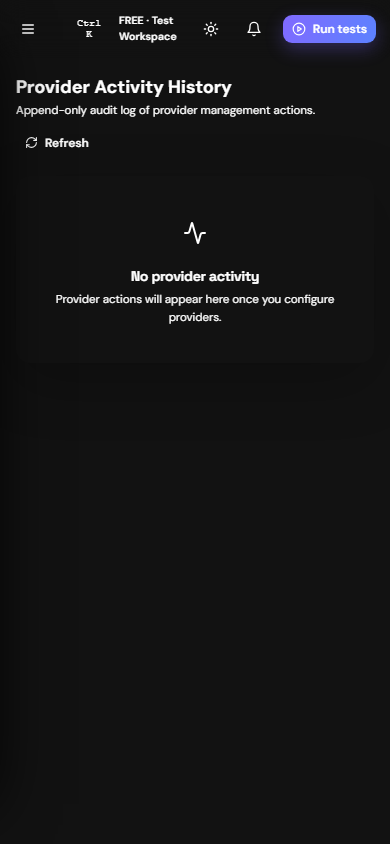 Ctrl
K
FREE · Test
Workspace
Run tests
Provider Activity History
Append-only audit log of provider management actions.
Refresh
No provider activity
Provider actions will appear here once you configure
providers.